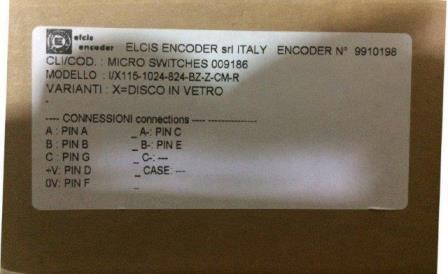 elcis
encoder
ELCIS ENCODER srl ITALY ENCODER N° 9910198
CLI/COD. : MICRO SWITCHES 009186
MODELLO : I/X115-1024-824-BZ-Z-CM-R
VARIANTI : X=DISCO IN VETRO
-
---- CONNESSIONI connections ----- ---------------
A : PIN A _ A-: PIN C
B : PIN B _ B-: PIN E
C : PIN G _ C-: ---
+V: PIN D _ CASE: ---
0V: PIN F _